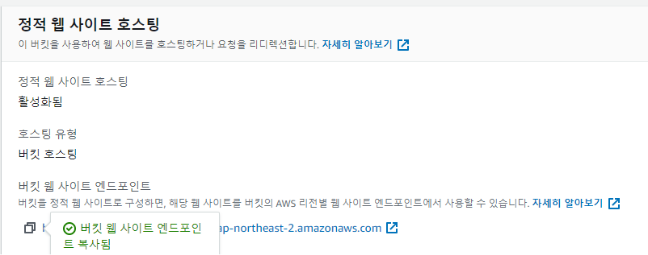 정적 웹 사이트 호스팅
이 버킷을 사용하여 웹 사이트를 호스팅하거나 요청을 리디렉션합니다. 자세히 알아보기
정적 웹 사이트 호스팅
활성화됨
호스팅 유형
버킷 호스팅
버킷 웹 사이트 엔드포인트
버킷을 정적 웹 사이트로 구성하면, 해당 웹 사이트를 버킷의 AWS 리전별 웹 사이트 엔드포인트에서 사용할 수 있습니다. 자세히 알아보기
버킷 웹 사이트 엔드포인
트 복사됨
ap-northeast-2.amazonaws.com